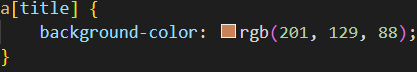 a[title] {
    background-color: rgb(201, 129, 88);
}